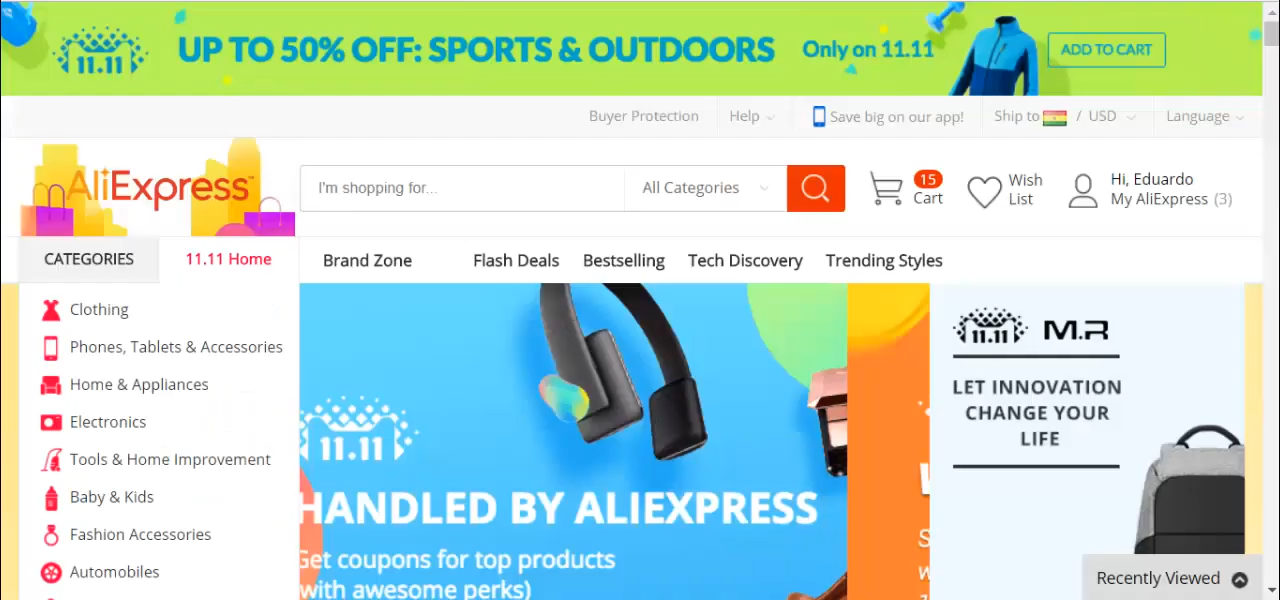 11.11 UP TO 50% OFF: SPORTS & OUTDOORS Only on 11.11 ADD TO CART
Buyer Protection Help Save big on our app! Ship to / USD Language
AliExpress™
I'm shopping for... All Categories
15
Cart
Wish
List
Hi, Eduardo
My AliExpress (3)
CATEGORIES 11.11 Home Brand Zone Flash Deals Bestselling Tech Discovery Trending Styles
Clothing
Phones, Tablets & Accessories
Home & Appliances
Electronics
Tools & Home Improvement
Baby & Kids
Fashion Accessories
Automobiles
11.11
HANDLED BY ALIEXPRESS
Get coupons for top products
with awesome perks)
11.11 M.R
LET INNOVATION
CHANGE YOUR
LIFE
Recently Viewed